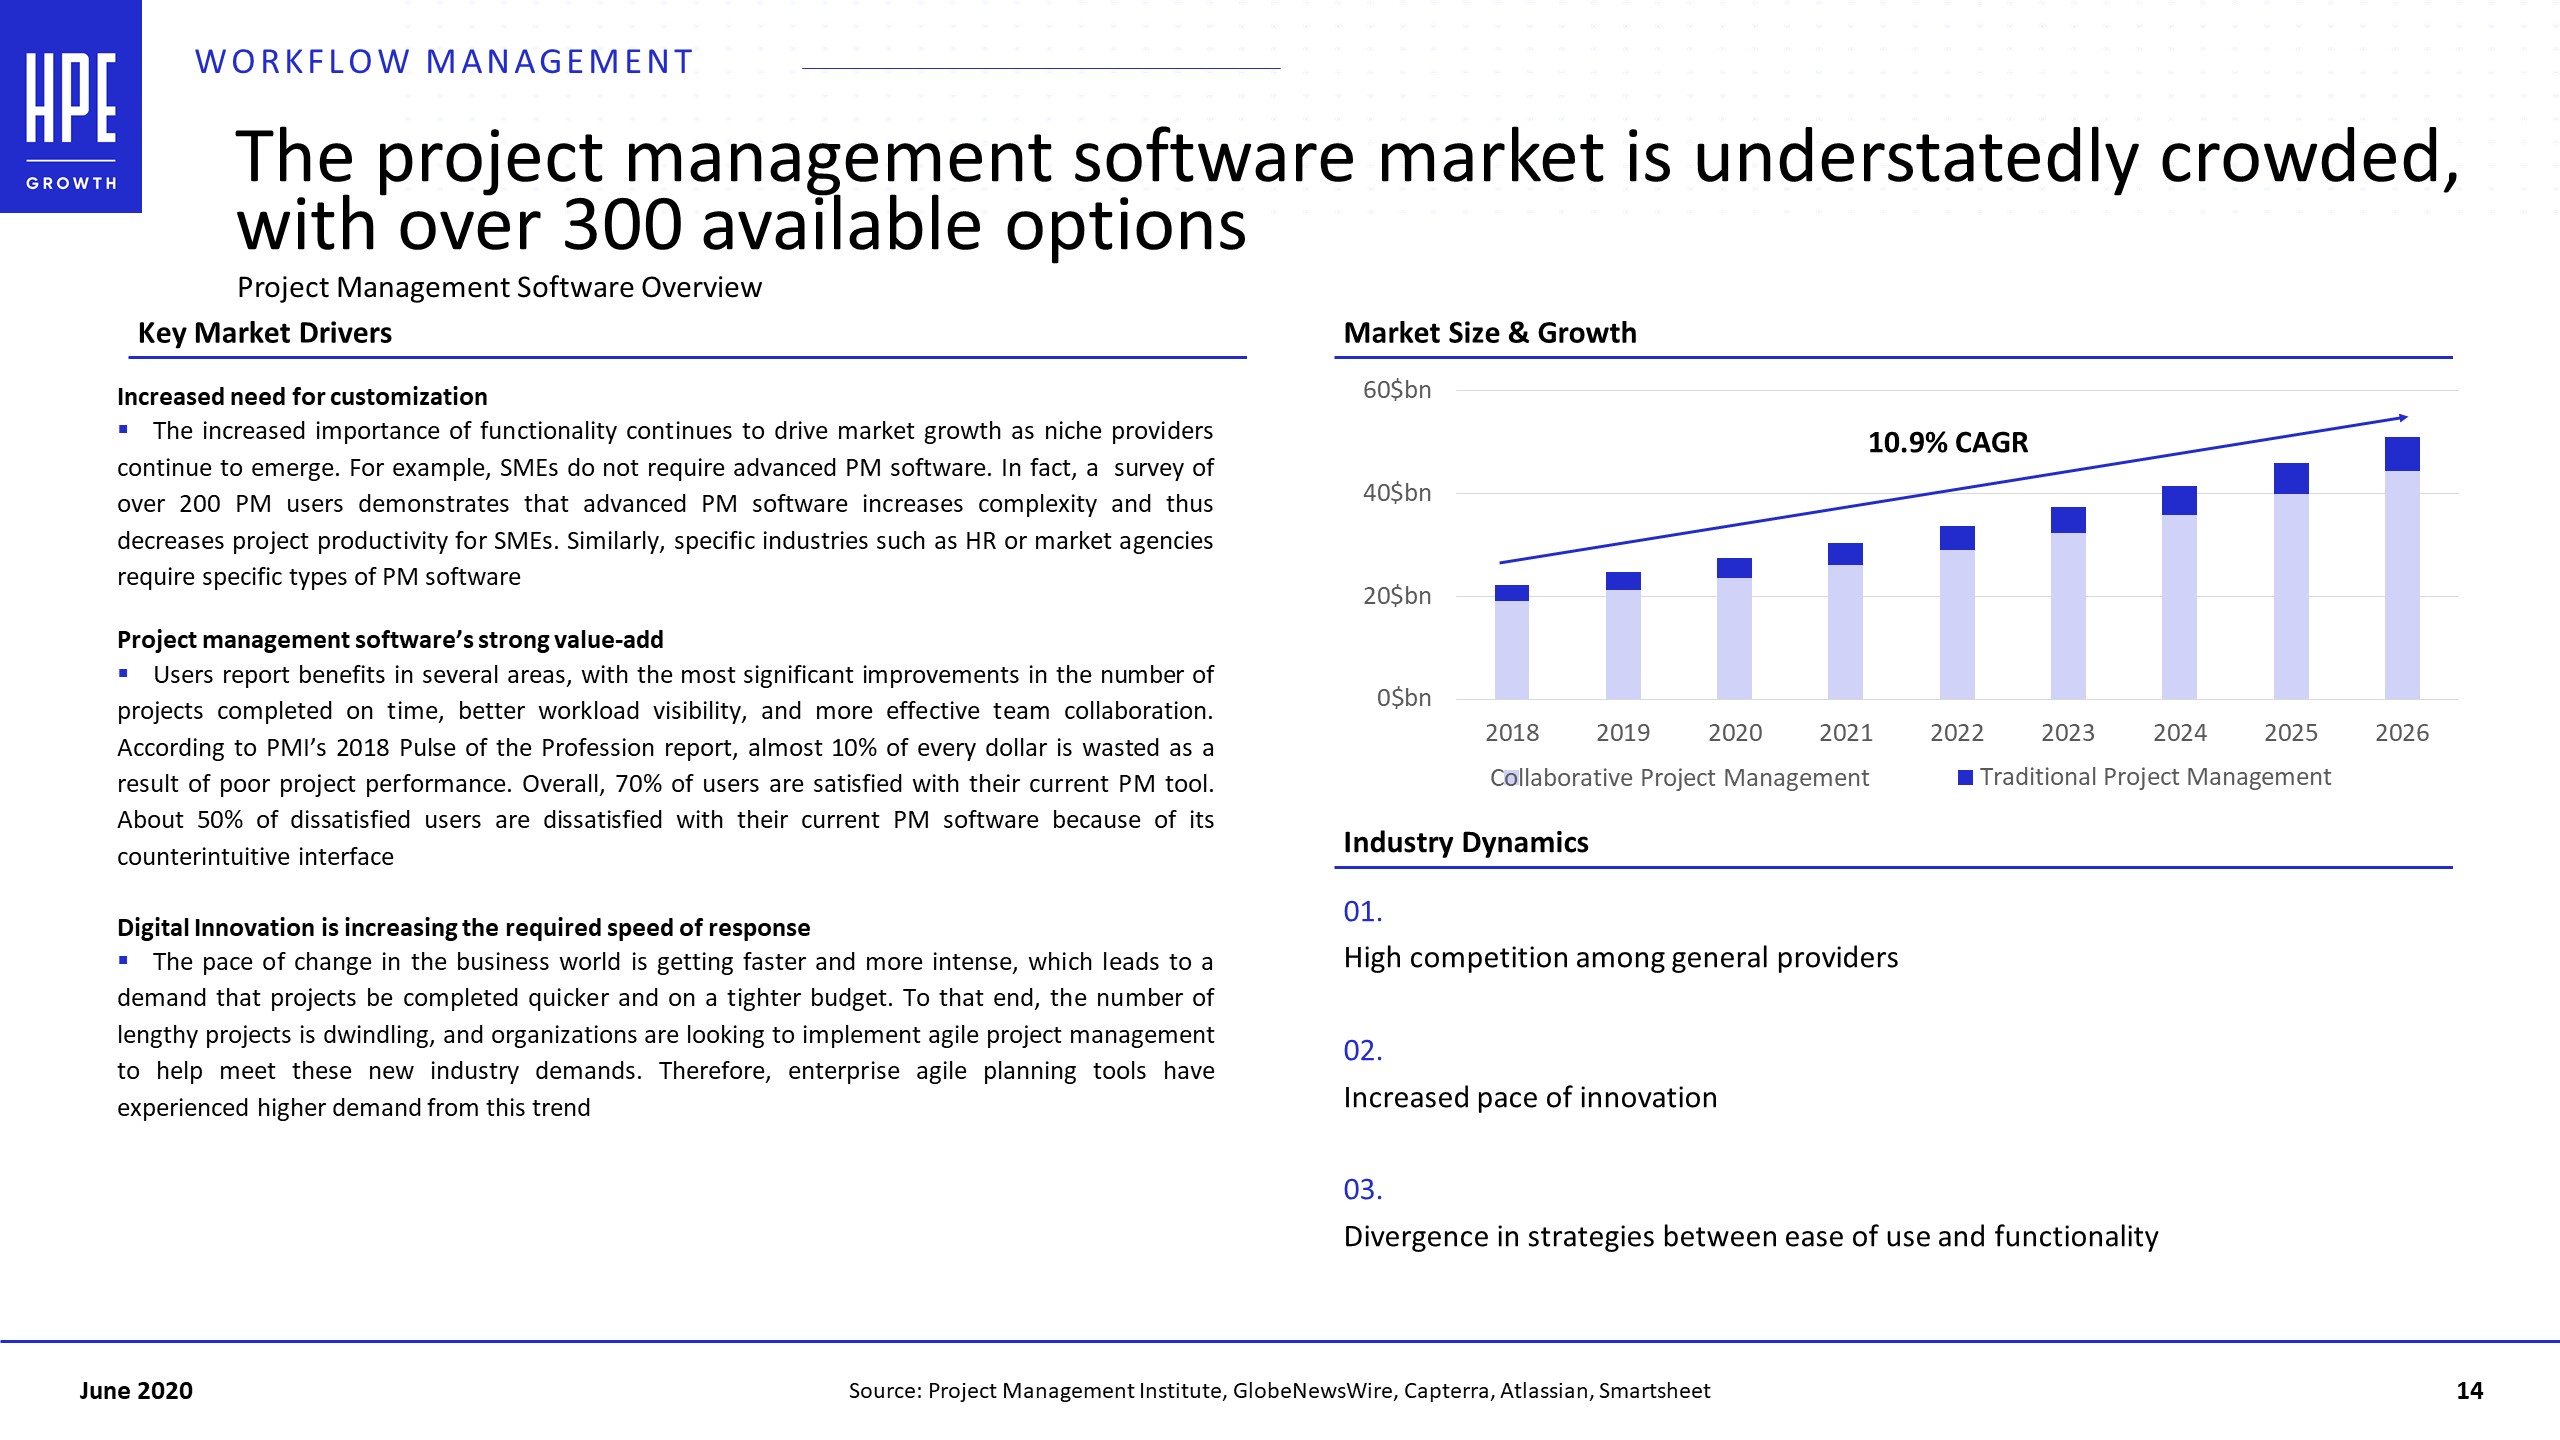 HPE
GROWTH
WORKFLOW MANAGEMENT
The project management software market is understatedly crowded,
with over 300 available options
Project Management Software Overview
Key Market Drivers
Increased need for customization
▪ The increased importance of functionality continues to drive market growth as niche providers
continue to emerge. For example, SMEs do not require advanced PM software. In fact, a survey of
over 200 PM users demonstrates that advanced PM software increases complexity and thus
decreases project productivity for SMEs. Similarly, specific industries such as HR or market agencies
require specific types of PM software
Project management software’s strong value-add
▪ Users report benefits in several areas, with the most significant improvements in the number of
projects completed on time, better workload visibility, and more effective team collaboration.
According to PMI’s 2018 Pulse of the Profession report, almost 10% of every dollar is wasted as a
result of poor project performance. Overall, 70% of users are satisfied with their current PM tool.
About 50% of dissatisfied users are dissatisfied with their current PM software because of its
counterintuitive interface
Digital Innovation is increasing the required speed of response
▪ The pace of change in the business world is getting faster and more intense, which leads to a
demand that projects be completed quicker and on a tighter budget. To that end, the number of
lengthy projects is dwindling, and organizations are looking to implement agile project management
to help meet these new industry demands. Therefore, enterprise agile planning tools have
experienced higher demand from this trend
Market Size & Growth
60$bn
40$bn
20$bn
0$bn
10.9% CAGR
2018 2019 2020 2021 2022 2023 2024 2025 2026
Collaborative Project Management Traditional Project Management
Industry Dynamics
01.
High competition among general providers
02.
Increased pace of innovation
03.
Divergence in strategies between ease of use and functionality
June 2020
Source: Project Management Institute, GlobeNewsWire, Capterra, Atlassian, Smartsheet
14